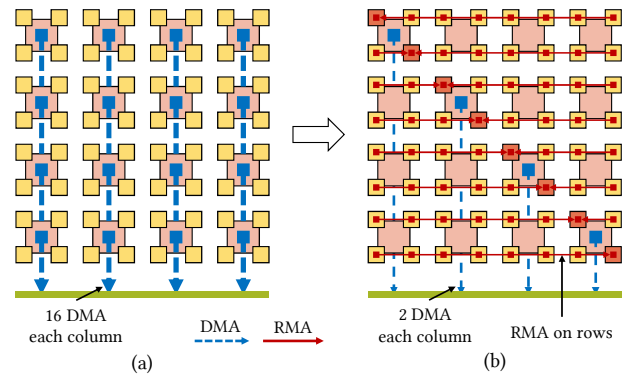 16 DMA
each column
DMA
RMA
2 DMA
each column
RMA on rows
(a)
(b)